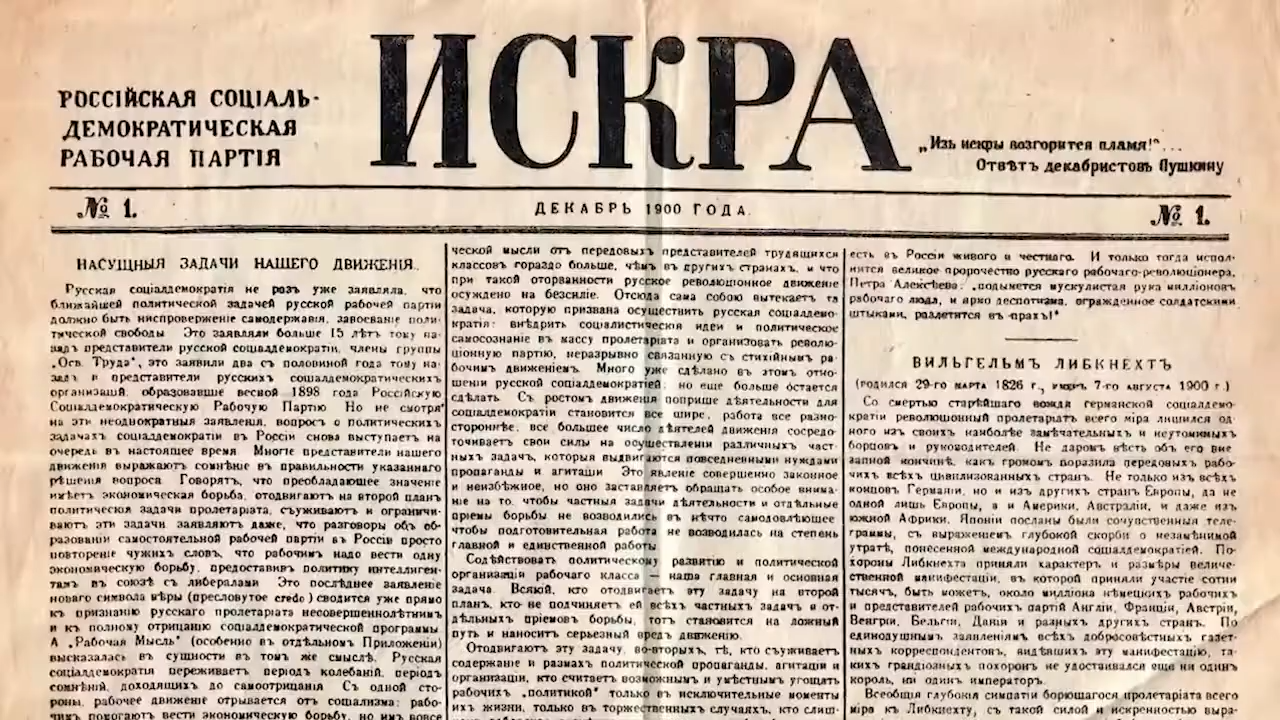 РОССІЙСКАЯ СОЦІАЛЬ-
ДЕМОКРАТИЧЕСКАЯ
РАБОЧАЯ ПАРТІЯ
ИСКРА
„Изъ искры возгорится пламя!“...
Отвѣтъ декабристовъ Пушкину
№ 1.
ДЕКАБРЬ 1900 ГОДА.
№ 1.
НАСУЩНЫЯ ЗАДАЧИ НАШЕГО ДВИЖЕНІЯ.
Русская соціалдемократія не разъ уже заявляла, что
ближайшей политической задачей русской рабочей партіи
должно быть ниспроверженіе самодержавія, завоеваніе поли-
тической свободы. Это заявляли больше 15 лѣтъ тому на-
задъ представители русской соціалдемократіи, члены группы
„Осв. Труда“, это заявили два съ половиной года тому на-
задъ и представители русскихъ соціалдемократическихъ
организацій, образовавшіе весной 1898 года Россійскую
Соціалдемократическую Рабочую Партію. Но не смотря
на эти неоднократныя заявленія, вопросъ о политическихъ
задачахъ соціалдемократіи въ Россіи снова выступаетъ на
очередь въ настоящее время. Многіе представители нашего
движенія выражаютъ сомнѣніе въ правильности указаннаго
рѣшенія вопроса. Говорятъ, что преобладающее значеніе
имѣетъ экономическая борьба, отодвигаютъ на второй планъ
политическія задачи пролетаріата, съуживаютъ и ограничи-
ваютъ эти задачи, заявляютъ даже, что разговоры объ об-
разованіи самостоятельной рабочей партіи въ Россіи просто
повтореніе чужихъ словъ, что рабочимъ надо вести одну
экономическую борьбу, предоставивъ политику интеллиген-
тамъ въ союзѣ съ либералами. Это послѣднее заявленіе
новаго символа вѣры (пресловутое credo) сводится уже прямо
къ признанію русскаго пролетаріата несовершеннолѣтнимъ
и къ полному отрицанію соціалдемократической программы.
А „Рабочая Мысль“ (особенно въ отдѣльномъ Приложеніи)
высказалась въ сущности въ томъ же смыслѣ. Русская
соціалдемократія переживаетъ періодъ колебаній, періодъ
сомнѣній, доходящихъ до самоотрицанія. Съ одной сто-
роны, рабочее движеніе отрывается отъ соціализма: рабо-
чимъ помогаютъ вести экономическую борьбу, но имъ вовсе
ческой мысли отъ передовыхъ представителей трудящихся
классовъ гораздо больше, чѣмъ въ другихъ странахъ, и что
при такой оторванности русское революціонное движеніе
осуждено на безсиліе. Отсюда сама собою вытекаетъ та
задача, которую призвана осуществить русская соціалдемо-
кратія: внѣдрить соціалистическія идеи и политическое
самосознаніе въ массу пролетаріата и организовать револю-
ціонную партію, неразрывно связанную съ стихійнымъ ра-
бочимъ движеніемъ. Много уже сдѣлано въ этомъ отно-
шеніи русской соціалдемократіей; но еще больше остается
сдѣлать. Съ ростомъ движенія поприще дѣятельности для
соціалдемократіи становится все шире, работа все разно-
стороннѣе, все большее число дѣятелей движенія сосредо-
точиваетъ свои силы на осуществленіи различныхъ част-
ныхъ задачъ, которыя выдвигаются повседневными нуждами
пропаганды и агитаціи. Это явленіе совершенно законное
и неизбѣжное, но оно заставляетъ обращать особое внима-
ніе на то, чтобы частныя задачи дѣятельности и отдѣльные
пріемы борьбы не возводились въ нѣчто самодовлѣющее,
чтобы подготовительная работа не возводилась на степень
главной и единственной работы.
Содѣйствовать политическому развитію и политической
организаціи рабочаго класса — наша главная и основная
задача. Всякій, кто отодвигаетъ эту задачу на второй
планъ, кто не подчиняетъ ей всѣхъ частныхъ задачъ и от-
дѣльныхъ пріемовъ борьбы, тотъ становится на ложный
путь и наноситъ серьезный вредъ движенію.
Отодвигаютъ эту задачу, во-вторыхъ, тѣ, кто съуживаетъ
содержаніе и размахъ политической пропаганды, агитаціи и
организаціи, кто считаетъ возможнымъ и умѣстнымъ угощать
рабочихъ „политикой“ только въ исключительные моменты
ихъ жизни, только въ торжественныхъ случаяхъ, кто слиш-
есть въ Россіи живого и честнаго. И только тогда испол-
нится великое пророчество русскаго рабочаго-революціонера,
Петра Алексѣева: „подымется мускулистая рука милліоновъ
рабочаго люда, и ярмо деспотизма, огражденное солдатскими
штыками, разлетится въ прахъ!“
ВИЛЬГЕЛЬМЪ ЛИБКНЕХТЪ
(РОДИЛСЯ 29-ГО МАРТА 1826 Г., УМЕРЪ 7-ГО АВГУСТА 1900 Г.)
Со смертью старѣйшаго вождя германской соціалдемо-
кратіи революціонный пролетаріатъ всего міра лишился од-
ного изъ своихъ наиболѣе замѣчательныхъ и неутомимыхъ
борцовъ и руководителей. Не даромъ вѣсть объ его вне-
запной кончинѣ, какъ громомъ поразила передовыхъ рабо-
чихъ всѣхъ цивилизованныхъ странъ. Не только изъ всѣхъ
концовъ Германіи, но и изъ другихъ странъ Европы, да не
одной лишь Европы, а и Америки, Австраліи, и даже изъ
южной Африки, Японіи посланы были сочувственныя теле-
граммы, съ выраженіемъ глубокой скорби о незамѣнимой
утратѣ, понесенной международной соціалдемократіей. По-
хороны Либкнехта приняли характеръ и размѣры величе-
ственной манифестаціи, въ которой приняли участіе сотни
тысячъ, быть можетъ, около милліона нѣмецкихъ рабочихъ
и представителей рабочихъ партій Англіи, Франціи, Австріи,
Венгріи, Бельгіи, Даніи и разныхъ другихъ странъ. По
единодушнымъ заявленіямъ всѣхъ добросовѣстныхъ газет-
ныхъ корреспондентовъ, видѣвшихъ эту манифестацію, та-
кихъ грандіозныхъ похоронъ не удостаивался еще ни одинъ
король, ни одинъ императоръ.
Всеобщія глубокія симпатіи борющагося пролетаріата всего
міра къ Либкнехту, съ такой силой и искренностью выра-